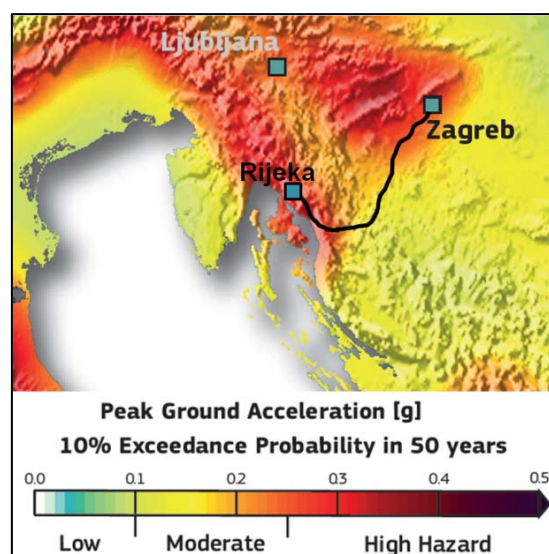 Ljubljana
Zagreb
Rijeka
Peak Ground Acceleration [g]
10% Exceedance Probability in 50 years
0.0 0.1 0.2 0.3 0.4 0.5
Low Moderate High Hazard